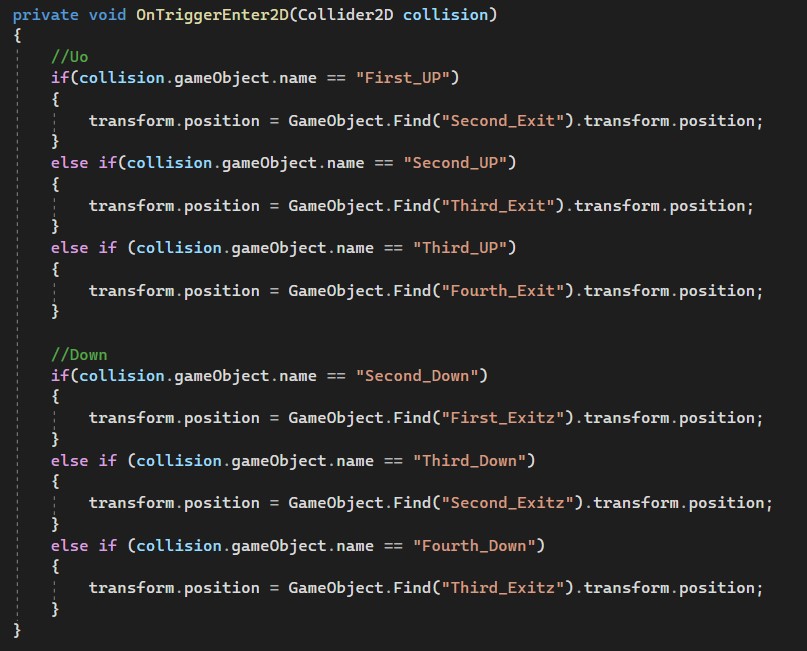 private void OnTriggerEnter2D(Collider2D collision)
{
    //Uo
    if(collision.gameObject.name == "First_UP")
    {
        transform.position = GameObject.Find("Second_Exit").transform.position;
    }
    else if(collision.gameObject.name == "Second_UP")
    {
        transform.position = GameObject.Find("Third_Exit").transform.position;
    }
    else if (collision.gameObject.name == "Third_UP")
    {
        transform.position = GameObject.Find("Fourth_Exit").transform.position;
    }

    //Down
    if(collision.gameObject.name == "Second_Down")
    {
        transform.position = GameObject.Find("First_Exitz").transform.position;
    }
    else if (collision.gameObject.name == "Third_Down")
    {
        transform.position = GameObject.Find("Second_Exitz").transform.position;
    }
    else if (collision.gameObject.name == "Fourth_Down")
    {
        transform.position = GameObject.Find("Third_Exitz").transform.position;
    }
}